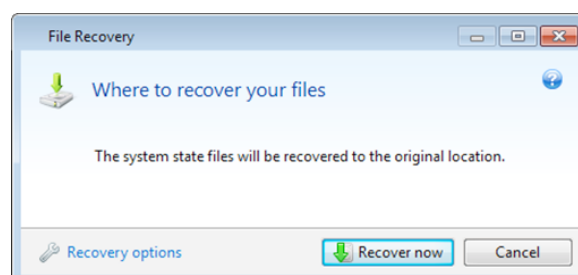 File Recovery
Where to recover your files
The system state files will be recovered to the original location.
Recovery options
Recover now
Cancel